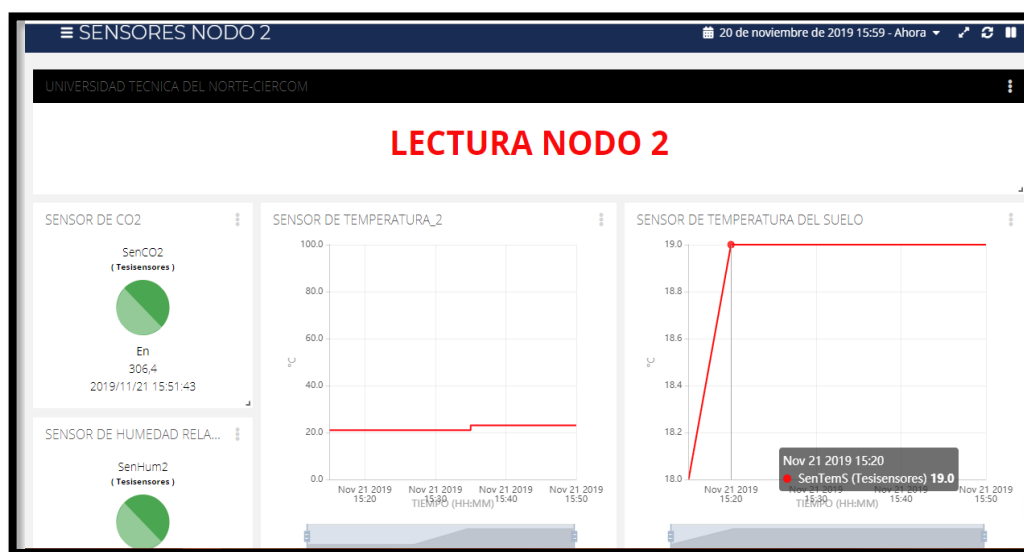 SENSORES NODO 2
20 de noviembre de 2019 15:59 - Ahora
UNIVERSIDAD TECNICA DEL NORTE-CIERCOM
LECTURA NODO 2
SENSOR DE CO2
SenCO2
( Tesisensores )
En
306,4
2019/11/21 15:51:43
SENSOR DE HUMEDAD RELA...
SenHum2
( Tesisensores )
SENSOR DE TEMPERATURA_2
100.0
80.0
60.0
°C
40.0
20.0
0.0
Nov 21 2019 Nov 21 2019 Nov 21 2019 Nov 21 2019
15:20 15:30 15:40 15:50
TIEMPO (HH:MM)
SENSOR DE TEMPERATURA DEL SUELO
19.0
18.8
18.6
°C
18.4
18.2
18.0
Nov 21 2019 15:20
SenTemS (Tesisensores) 19.0
Nov 21 2019 Nov 21 2019 Nov 21 2019 Nov 21 2019
15:20 15:30 15:40 15:50
TIEMPO (HH:MM)